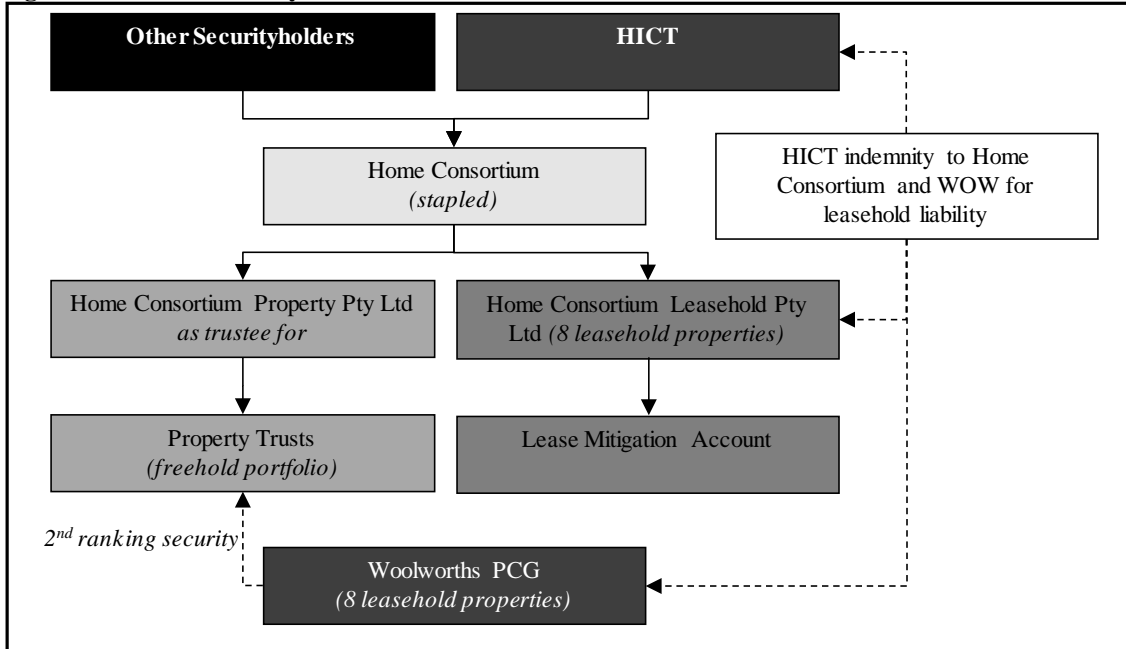 Other Securityholders
HICT
Home Consortium
(stapled)
HICT indemnity to Home
Consortium and WOW for
leasehold liability
Home Consortium Property Pty Ltd
as trustee for
Home Consortium Leasehold Pty
Ltd (8 leasehold properties)
Property Trusts
(freehold portfolio)
Lease Mitigation Account
2nd ranking security
Woolworths PCG
(8 leasehold properties)